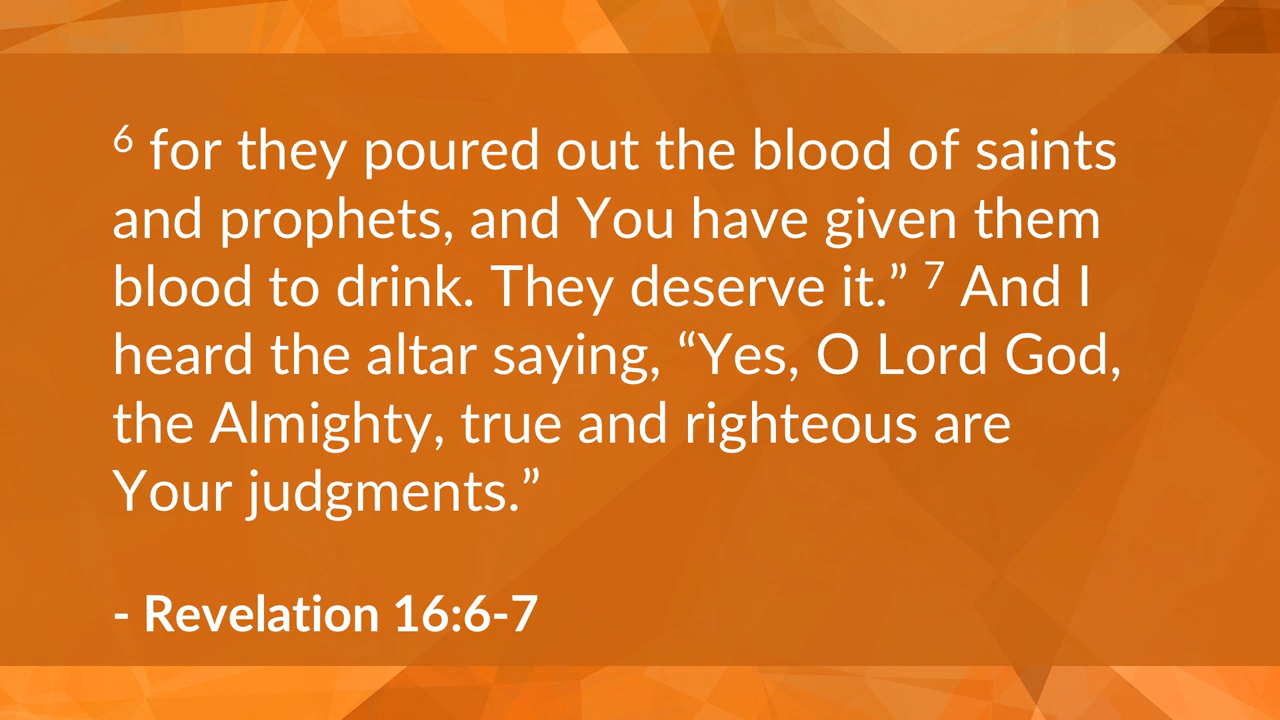 6 for they poured out the blood of saints
and prophets, and You have given them
blood to drink. They deserve it.” 7 And I
heard the altar saying, “Yes, O Lord God,
the Almighty, true and righteous are
Your judgments.”
- Revelation 16:6-7